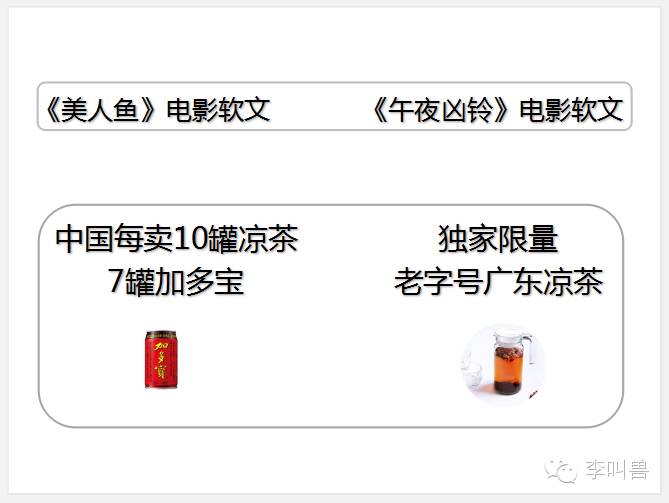 《美人鱼》电影软文
《午夜凶铃》电影软文
中国每卖10罐凉茶
7罐加多宝
独家限量
老字号广东凉茶
加多宝
李叫兽